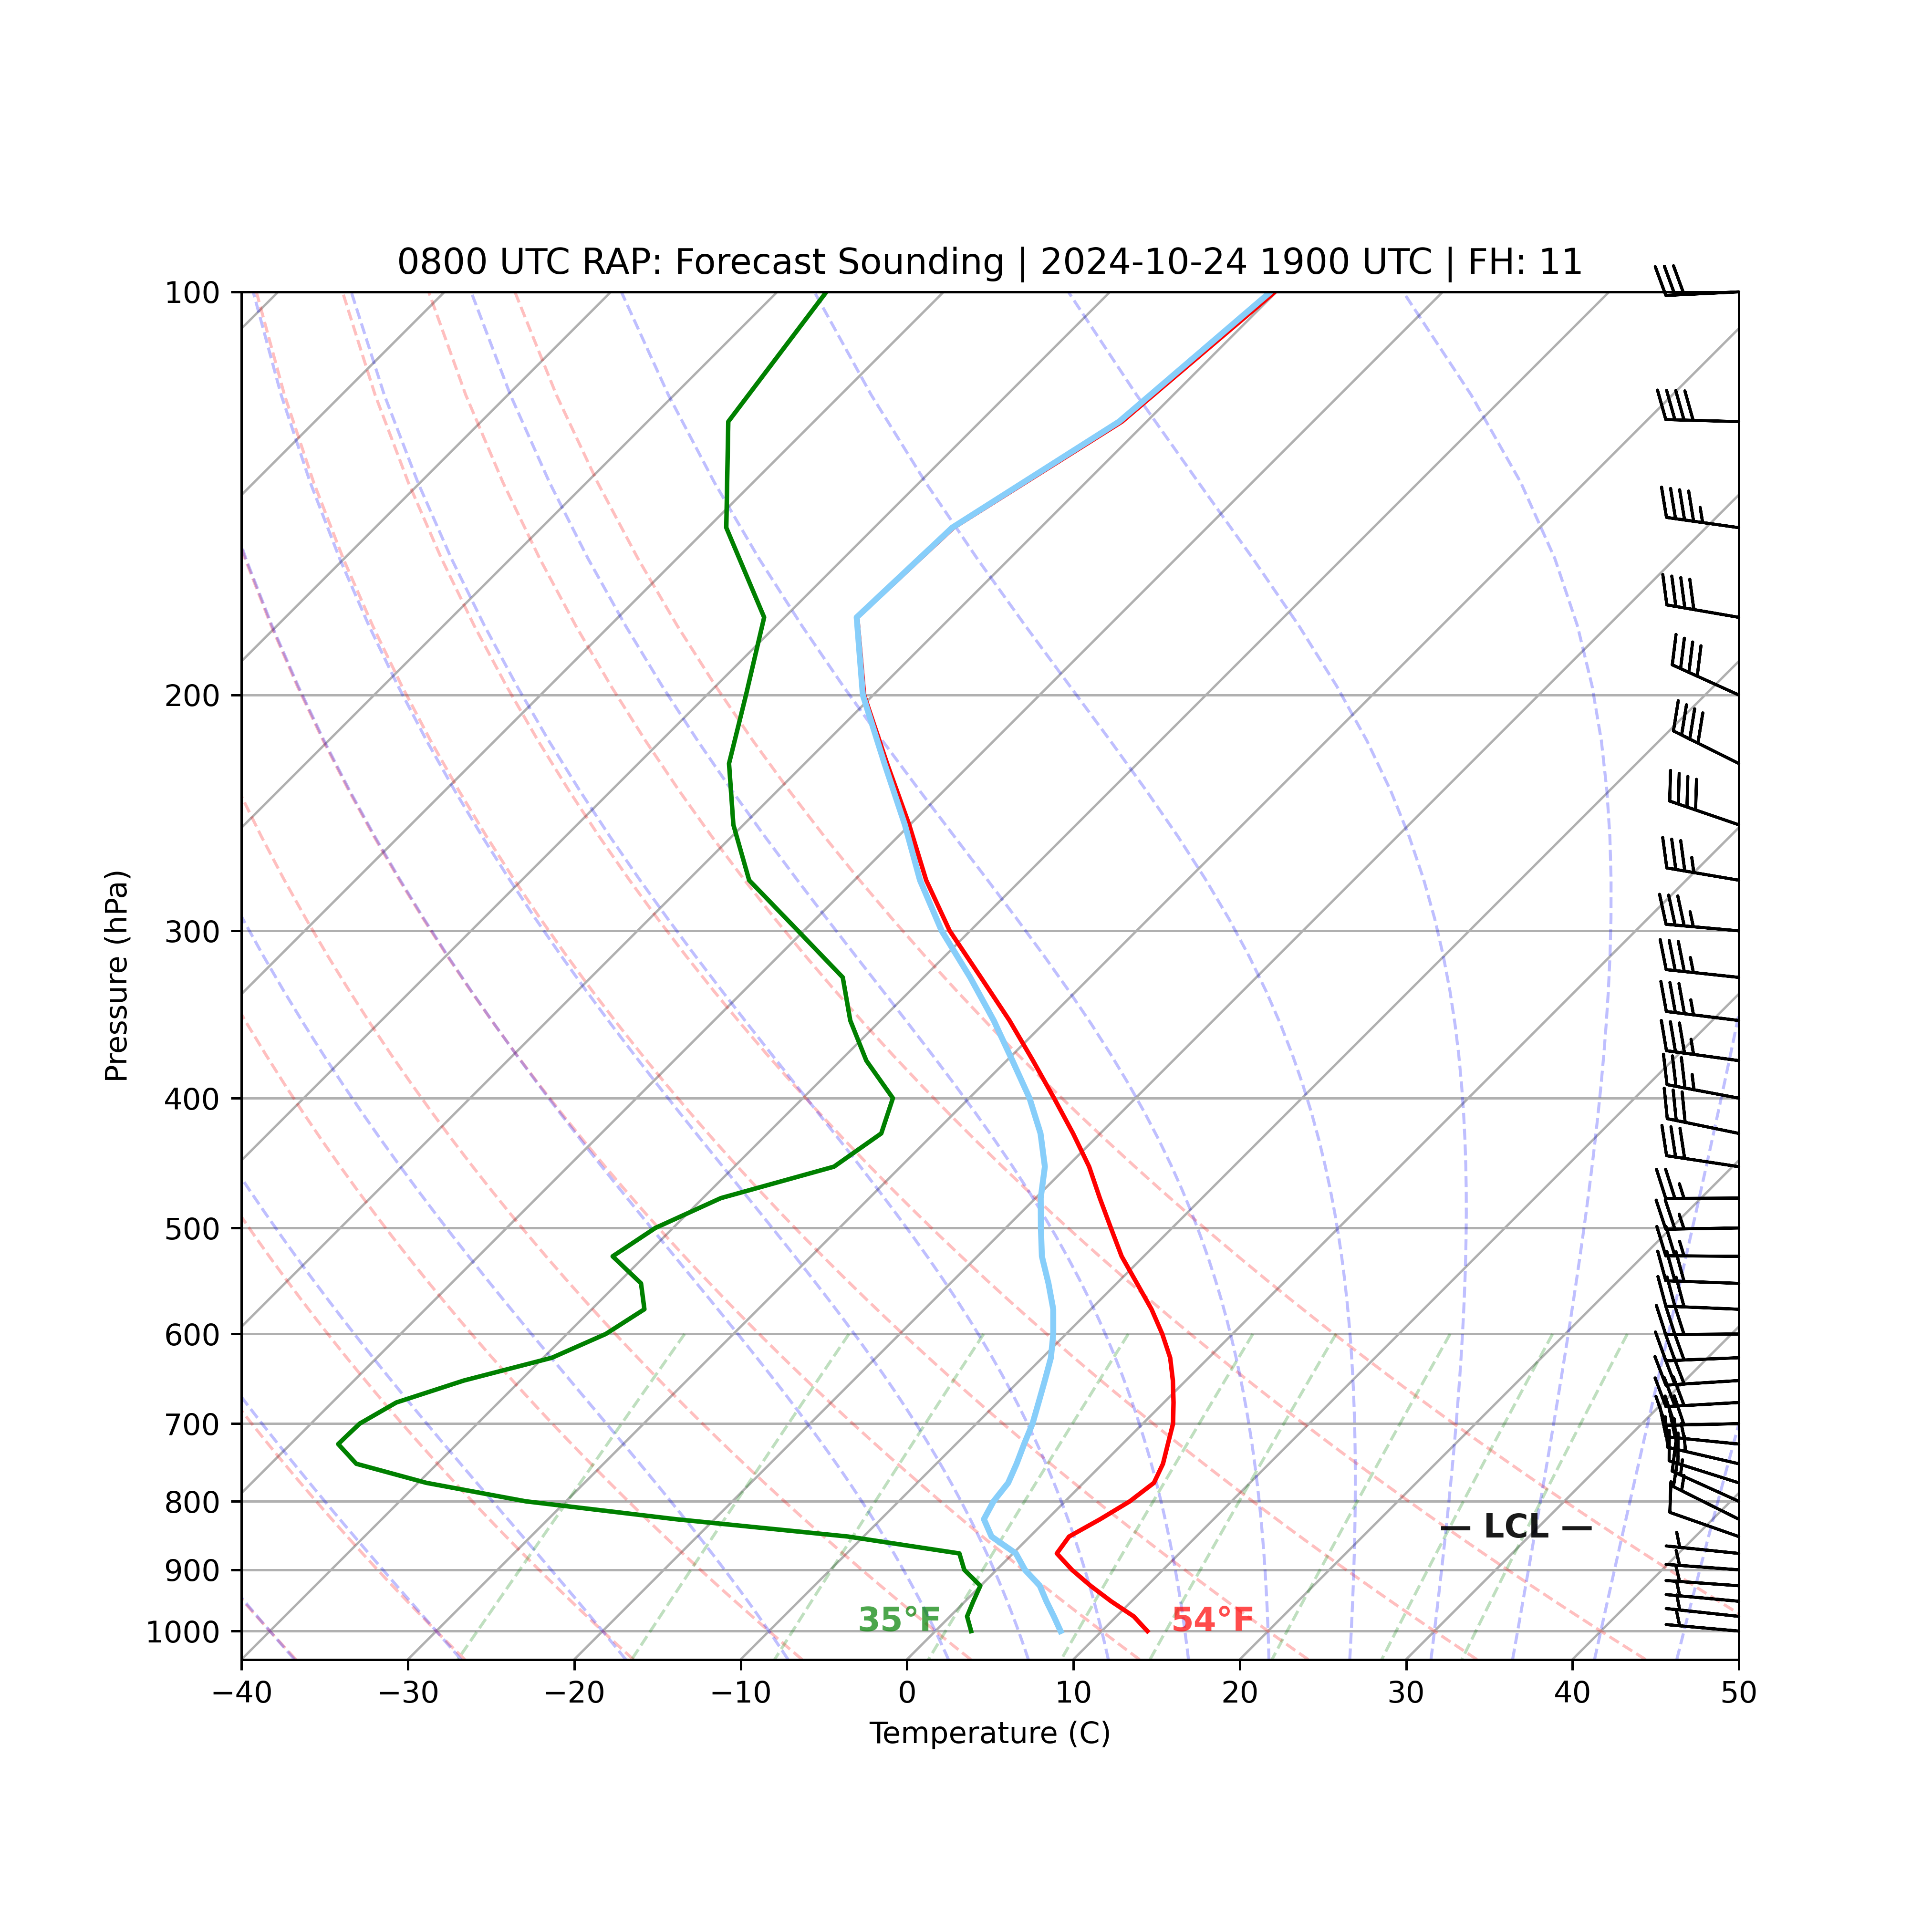 0800 UTC RAP: Forecast Sounding | 2024-10-24 1900 UTC | FH: 11
100
200
300
400
500
600
700
800
900
1000
Pressure (hPa)
— LCL —
35°F 54°F
−40 −30 −20 −10 0 10 20 30 40 50
Temperature (C)